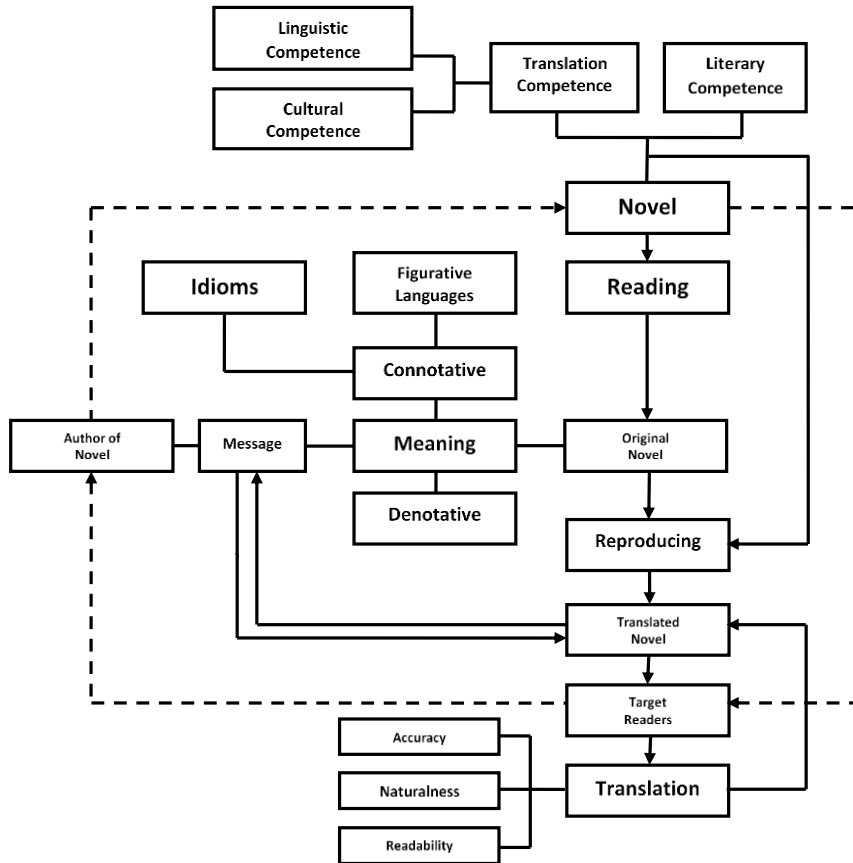 Linguistic
Competence
Translation
Competence
Literary
Competence
Cultural
Competence
Novel
Idioms
Figurative
Languages
Reading
Connotative
Author of
Novel
Message
Meaning
Original
Novel
Denotative
Reproducing
Translated
Novel
Target
Readers
Accuracy
Naturalness
Translation
Readability